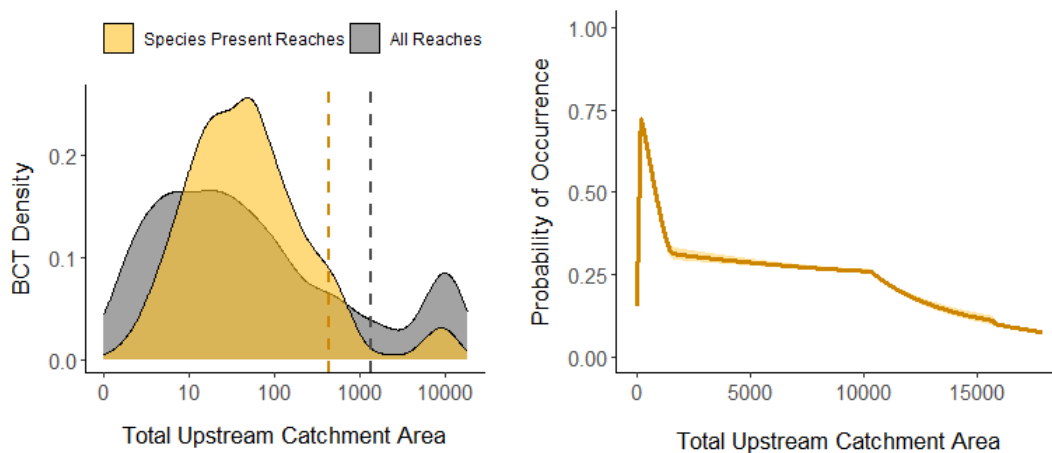 Species Present Reaches All Reaches
BCT Density
0.2
0.1
0.0
0 10 100 1000 10000
Total Upstream Catchment Area
Probability of Occurrence
1.00
0.75
0.50
0.25
0.00
0 5000 10000 15000
Total Upstream Catchment Area